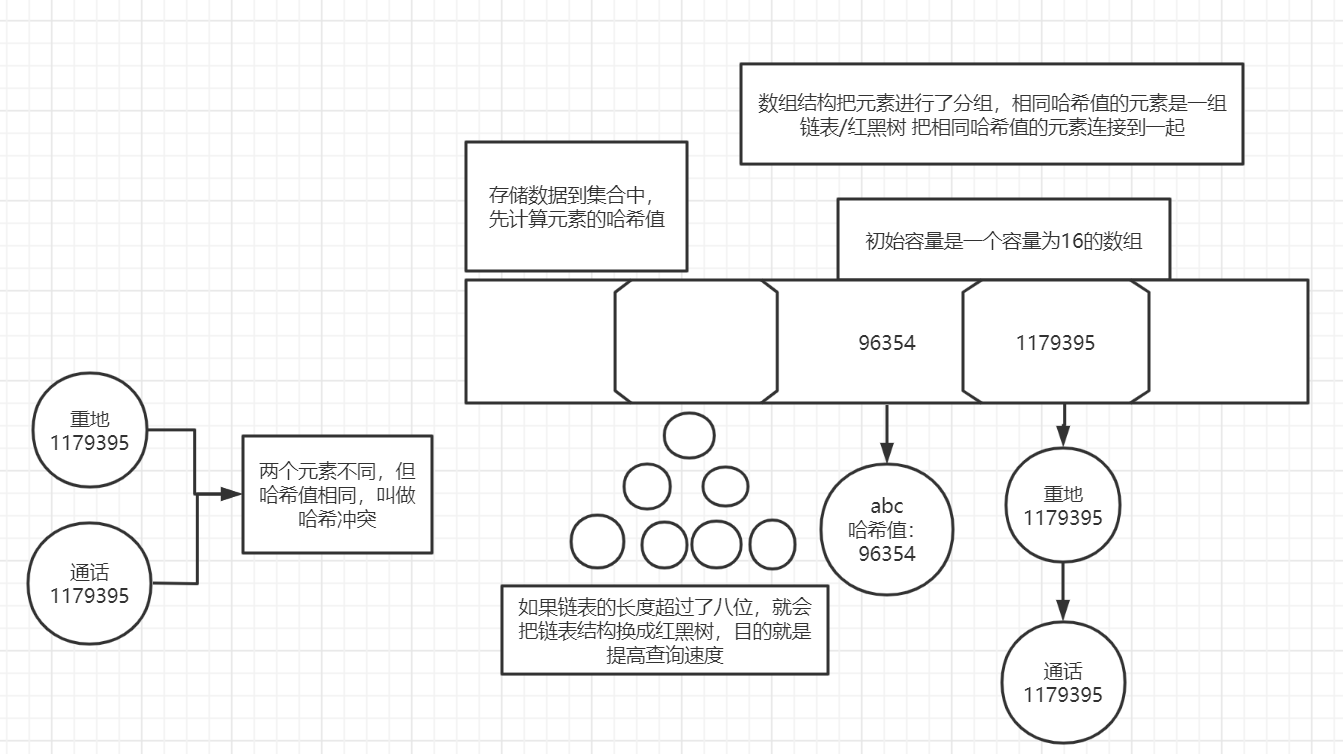 数组结构把元素进行了分组，相同哈希值的元素是一组
链表/红黑树 把相同哈希值的元素连接到一起
存储数据到集合中，
先计算元素的哈希值
初始容量是一个容量为16的数组
96354
1179395
重地
1179395
通话
1179395
两个元素不同，但
哈希值相同，叫做
哈希冲突
abc
哈希值：
96354
重地
1179395
通话
1179395
如果链表的长度超过了八位，就会
把链表结构换成红黑树，目的就是
提高查询速度